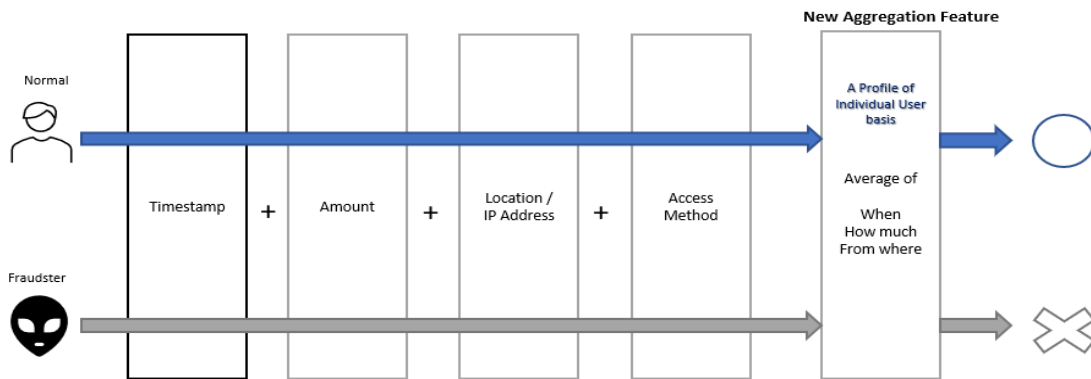 New Aggregation Feature
Normal
A Profile of
Individual User
basis
Timestamp
+
Amount
+
Location /
IP Address
+
Access
Method
Average of
When
How much
From where
Fraudster